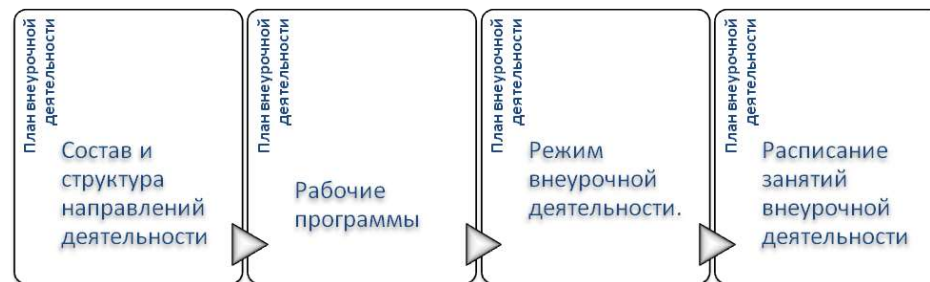 План внеурочной
деятельности
Состав и
структура
направлений
деятельности
План внеурочной
деятельности
Рабочие
программы
План внеурочной
деятельности
Режим
внеурочной
деятельности.
План внеурочной
деятельности
Расписание
занятий
внеурочной
деятельности